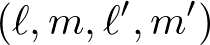 (ℓ, m, ℓ′, m′)